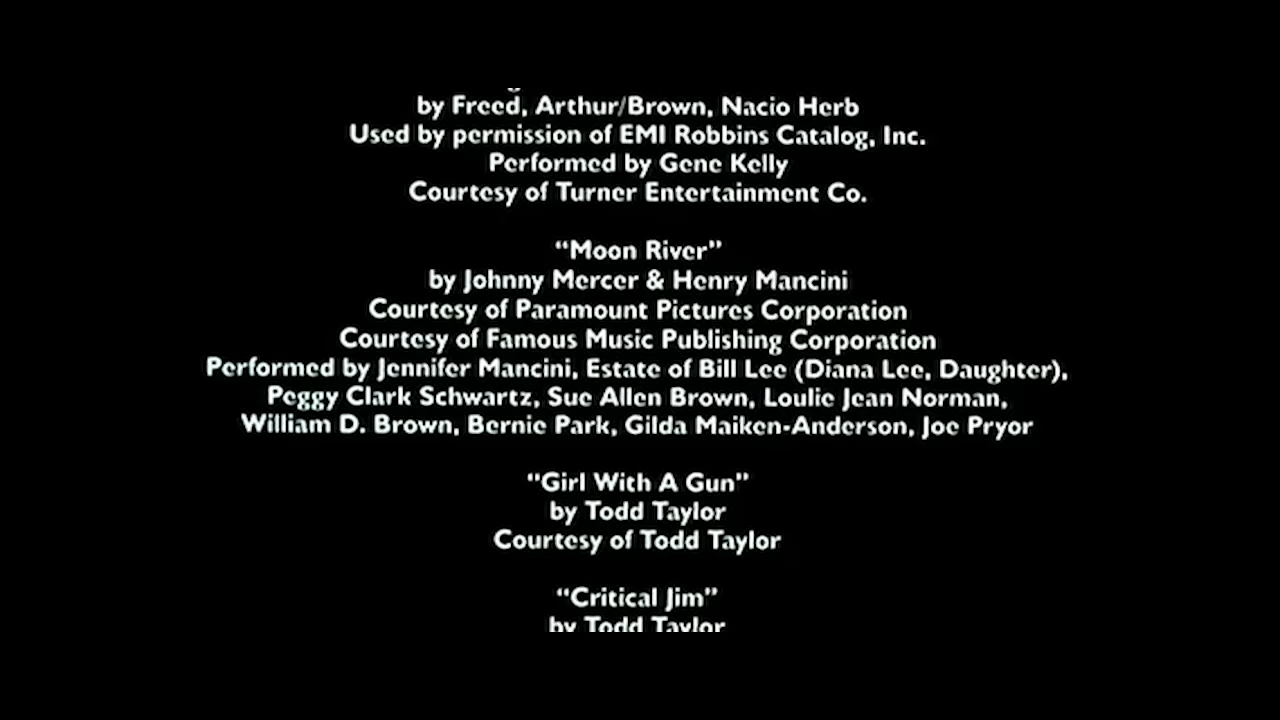 by Freed, Arthur/Brown, Nacio Herb
Used by permission of EMI Robbins Catalog, Inc.
Performed by Gene Kelly
Courtesy of Turner Entertainment Co.
“Moon River”
by Johnny Mercer & Henry Mancini
Courtesy of Paramount Pictures Corporation
Courtesy of Famous Music Publishing Corporation
Performed by Jennifer Mancini, Estate of Bill Lee (Diana Lee, Daughter),
Peggy Clark Schwartz, Sue Allen Brown, Loulie Jean Norman,
William D. Brown, Bernie Park, Gilda Maiken-Anderson, Joe Pryor
“Girl With A Gun”
by Todd Taylor
Courtesy of Todd Taylor
“Critical Jim”
by Todd Taylor